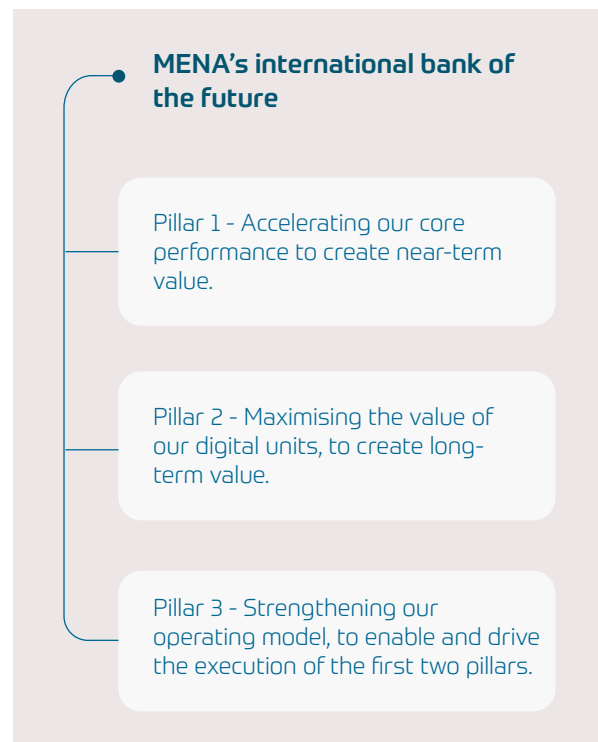 MENA's international bank of
the future
Pillar 1 - Accelerating our core
performance to create near-term
value.
Pillar 2 - Maximising the value of
our digital units, to create long-
term value.
Pillar 3 - Strengthening our
operating model, to enable and drive
the execution of the first two pillars.